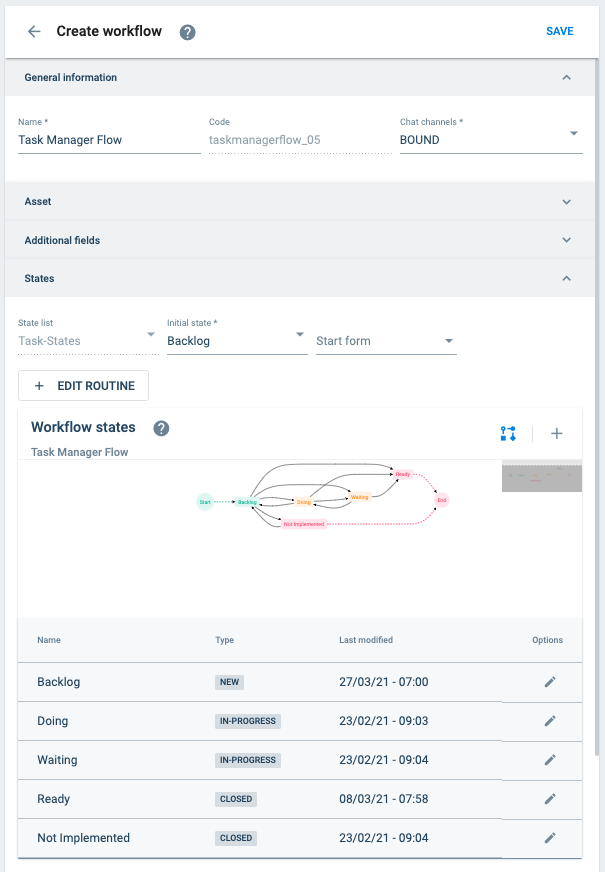 Create workflow ?
SAVE
General information
Name *
Code
Chat channels *
Task Manager Flow
taskmanagerflow_05
BOUND
Asset
Additional fields
States
State list
Initial state *
Task-States
Backlog
Start form
+ EDIT ROUTINE
Workflow states ?
Task Manager Flow
Ready
Waiting
Start
Backlog
Doing
End
Not Implemented
Name Type Last modified Options
Backlog NEW 27/03/21 - 07:00
Doing IN-PROGRESS 23/02/21 - 09:03
Waiting IN-PROGRESS 23/02/21 - 09:04
Ready CLOSED 08/03/21 - 07:58
Not Implemented CLOSED 23/02/21 - 09:04